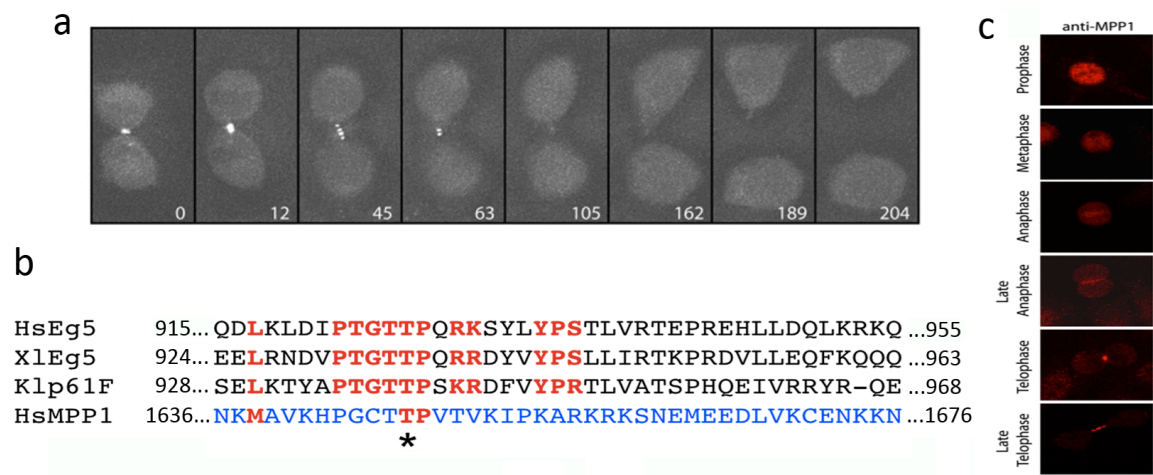 a
0 12 45 63 105 162 189 204
b
HsEg5 915...QDLKLDIPTGTTPQRKSYLYPSTLVRTEPREHLLDQLKRKQ...955
XlEg5 924...EELRNDVPTGTTPQRRDYVYPSLLIRTKPRDVLLEQFKQQQ...963
Klp61F 928...SELKTYAPTGTTPSKRDFVYPRTLVATSPHQEIVRRYR-QE...968
HsMPP1 1636...NKMAVKHPGCTTPVTVKIPKARKRKSNEMEEDLVKCENKKN...1676
*
c
anti-MPP1
Prophase
Metaphase
Anaphase
Late
Anaphase
Telophase
Late
Telophase